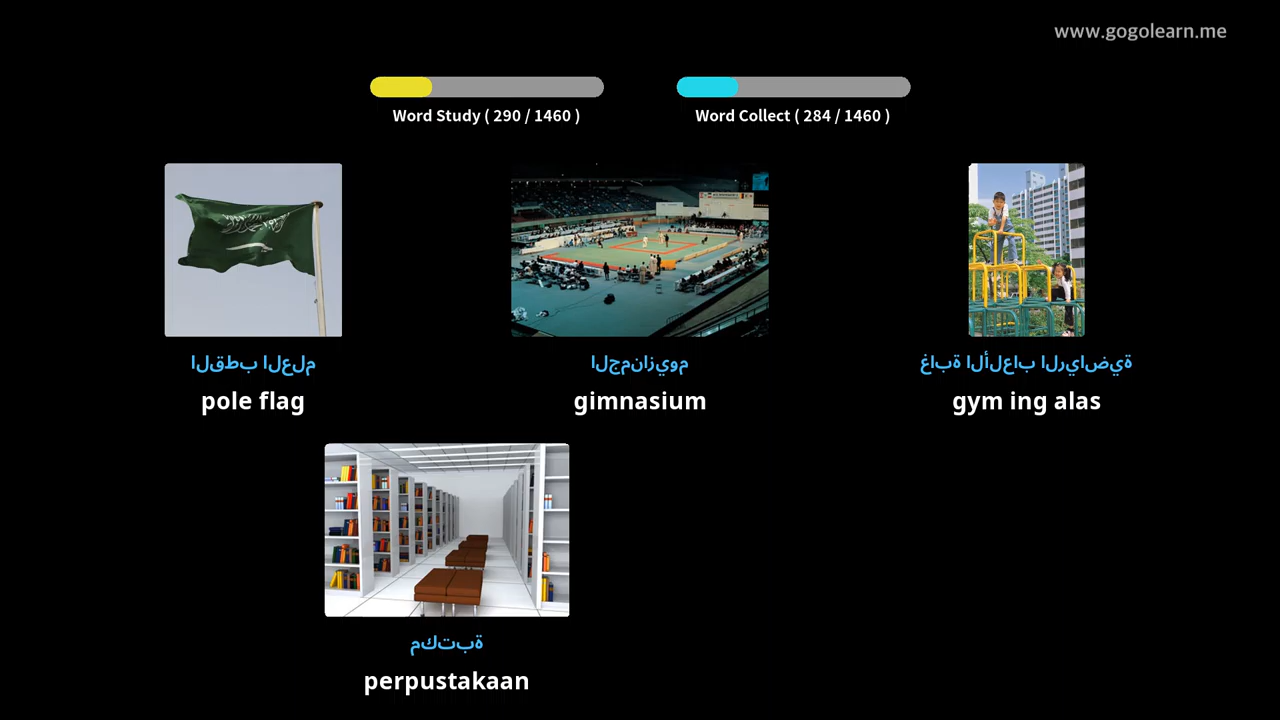 www.gogolearn.me
Word Study ( 290 / 1460 )
Word Collect ( 284 / 1460 )
القطب العلم
الجمنازيوم
غابة الألعاب الرياضية
pole flag
gimnasium
gym ing alas
مكتبة
perpustakaan